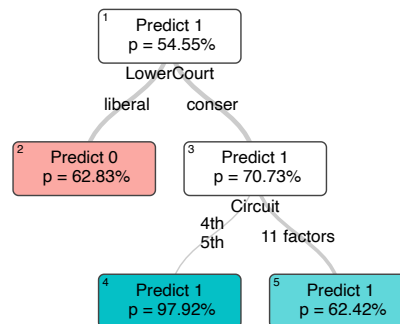 1
Predict 1
p = 54.55%
LowerCourt
liberal
conser
2
Predict 0
p = 62.83%
3
Predict 1
p = 70.73%
Circuit
4th
5th
11 factors
4
Predict 1
p = 97.92%
5
Predict 1
p = 62.42%